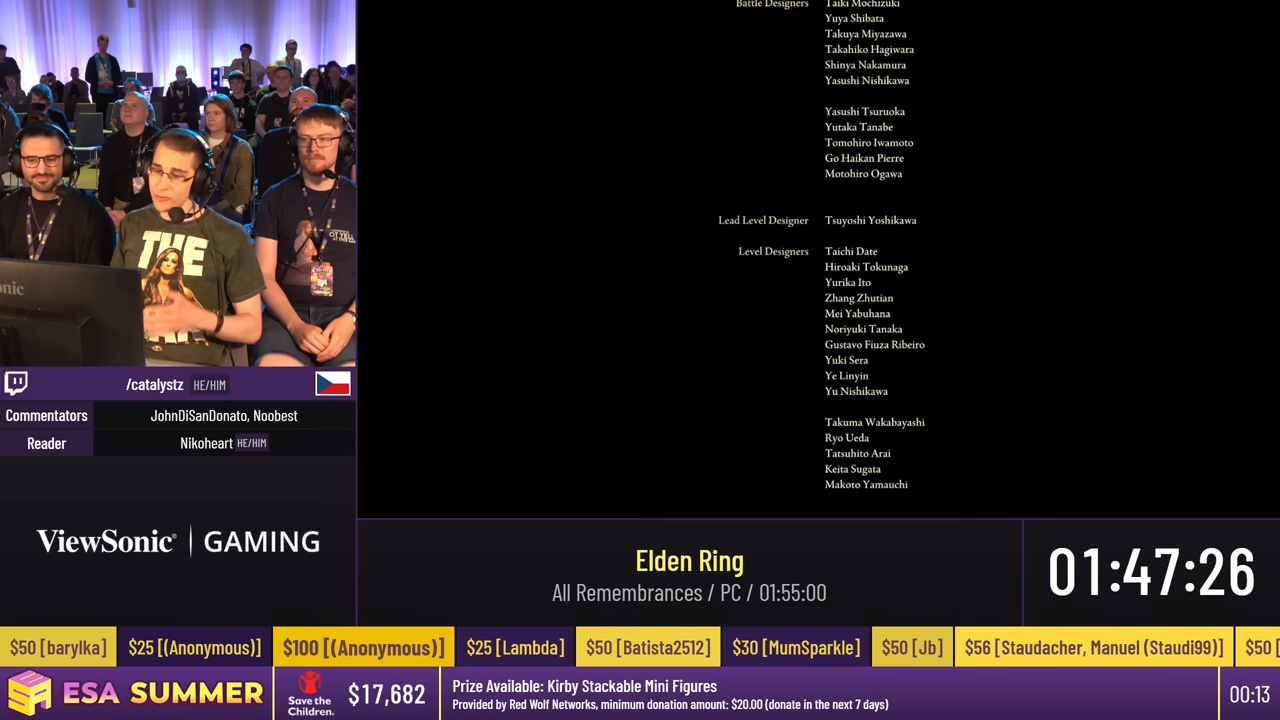 Battle Designers Taiki Mochizuki
Yuya Shibata
Takuya Miyazawa
Takahiko Hagiwara
Shinya Nakamura
Yasushi Nishikawa
Yasushi Tsuruoka
Yutaka Tanabe
Tomohiro Iwamoto
Go Haikan Pierre
Motohiro Ogawa
Lead Level Designer Tsuyoshi Yoshikawa
Level Designers Taichi Date
Hiroaki Tokunaga
Yurika Ito
Zhang Zhutian
Mei Yabuhana
Noriyuki Tanaka
Gustavo Fiuza Ribeiro
Yuki Sera
Ye Linyin
Yu Nishikawa
Takuma Wakabayashi
Ryo Ueda
Tatsuhito Arai
Keita Sugata
Makoto Yamauchi
THE
/catalystz HE/HIM
Commentators JohnDiSanDonato, Noobest
Reader Nikoheart HE/HIM
ViewSonic | GAMING
Elden Ring
All Remembrances / PC / 01:55:00
01:47:26
$50 [barylka] $25 [(Anonymous)] $100 [(Anonymous)] $25 [Lambda] $50 [Batista2512] $30 [MumSparkle] $50 [Jb] $56 [Staudacher, Manuel (Staudi99)] $50 [
ESA SUMMER
Save the
Children.
$17,682
Prize Available: Kirby Stackable Mini Figures
Provided by Red Wolf Networks, minimum donation amount: $20.00 (donate in the next 7 days)
00:13